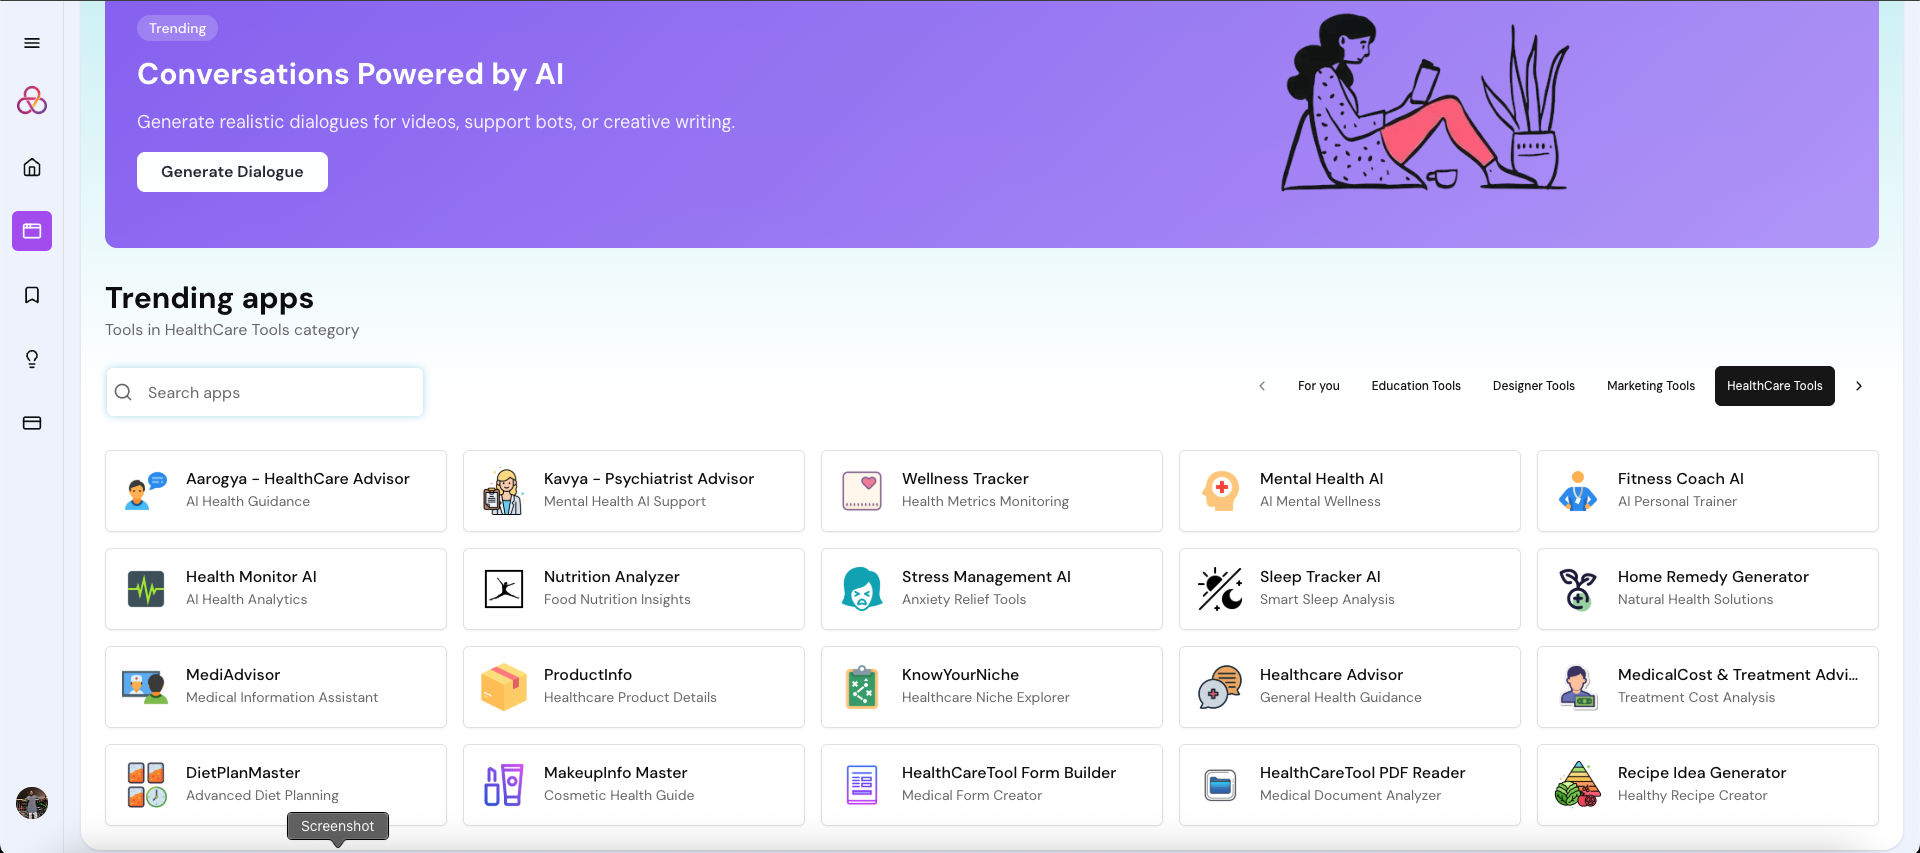 Trending
Conversations Powered by AI
Generate realistic dialogues for videos, support bots, or creative writing.
Generate Dialogue
Trending apps
Tools in HealthCare Tools category
Search apps
For you
Education Tools
Designer Tools
Marketing Tools
HealthCare Tools
Aarogya - HealthCare Advisor
AI Health Guidance
Kavya - Psychiatrist Advisor
Mental Health AI Support
Wellness Tracker
Health Metrics Monitoring
Mental Health AI
AI Mental Wellness
Fitness Coach AI
AI Personal Trainer
Health Monitor AI
AI Health Analytics
Nutrition Analyzer
Food Nutrition Insights
Stress Management AI
Anxiety Relief Tools
Sleep Tracker AI
Smart Sleep Analysis
Home Remedy Generator
Natural Health Solutions
MediAdvisor
Medical Information Assistant
ProductInfo
Healthcare Product Details
KnowYourNiche
Healthcare Niche Explorer
Healthcare Advisor
General Health Guidance
MedicalCost & Treatment Advi...
Treatment Cost Analysis
DietPlanMaster
Advanced Diet Planning
MakeupInfo Master
Cosmetic Health Guide
HealthCareTool Form Builder
Medical Form Creator
HealthCareTool PDF Reader
Medical Document Analyzer
Recipe Idea Generator
Healthy Recipe Creator
Screenshot